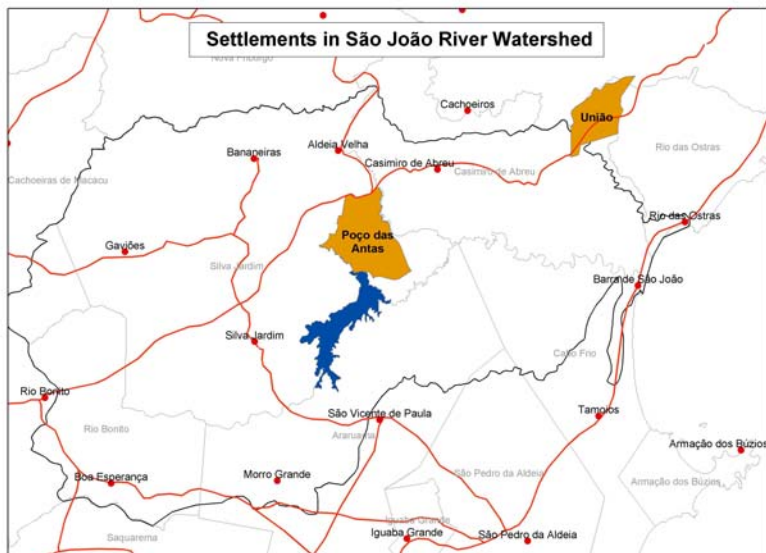 Settlements in São João River Watershed
Nova Friburgo
Cachoeiros
União
Aldeia Velha
Bananeiras
Rio das Ostras
Casimiro de Abreu
Casimiro de Abreu
Cachoeiras de Macacu
Rio das Ostras
Poço das
Antas
Gaviões
Silva Jardim
Barra de São João
Silva Jardim
Cabo Frio
Rio Bonito
São Vicente de Paula
Tamoios
Rio Bonito
Araruama
Armação dos Búzios
São Pedro da Aldeia
Boa Esperança
Morro Grande
Armação dos Búzios
Iguaba Grande
Iguaba Grande
São Pedro da Aldeia
Saquarema